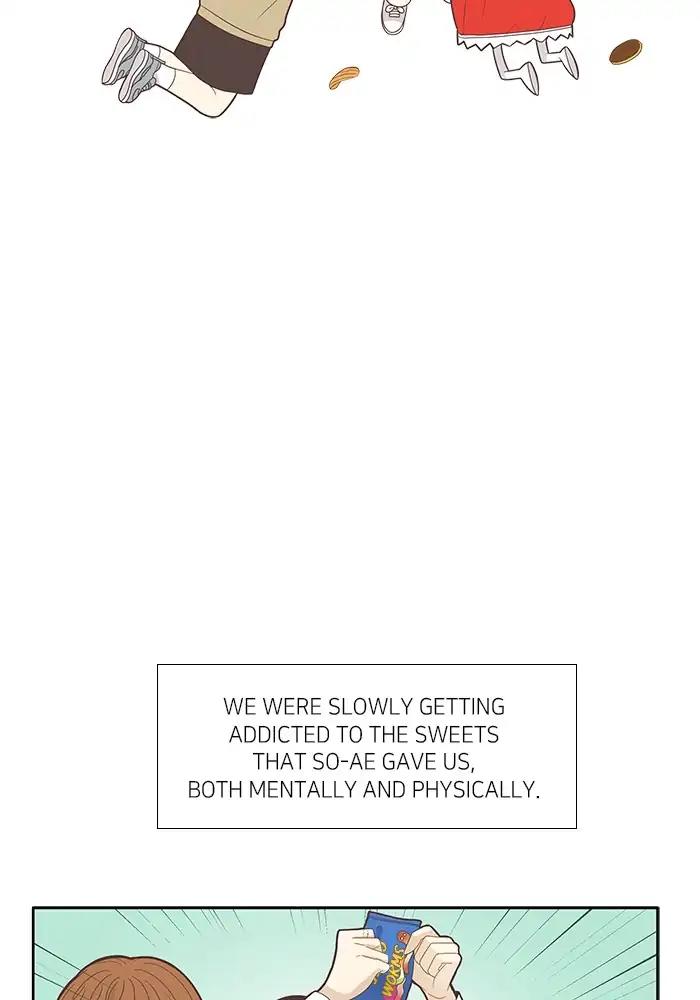 WE WERE SLOWLY GETTING
ADDICTED TO THE SWEETS
THAT SO-AE GAVE US,
BOTH MENTALLY AND PHYSICALLY.